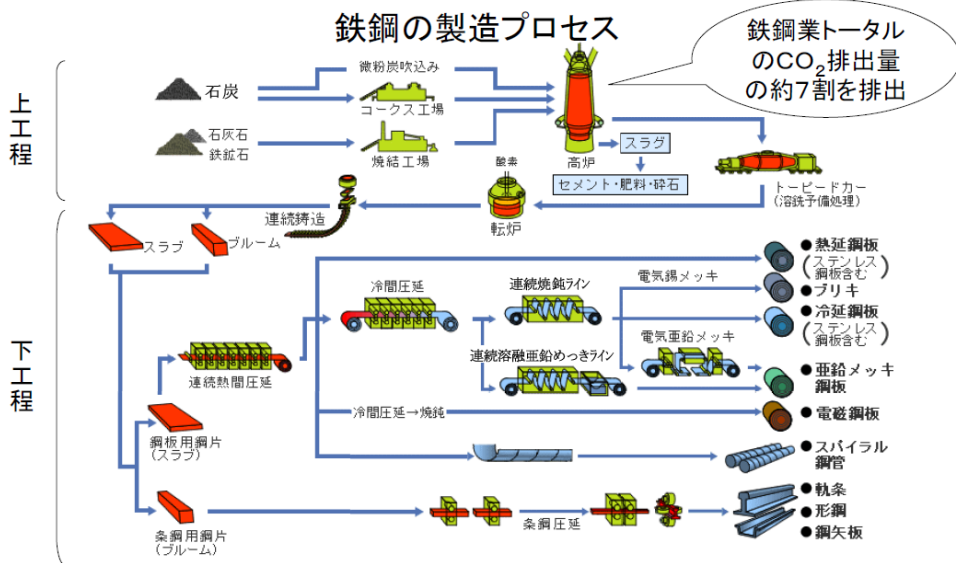 鉄鋼の製造プロセス
鉄鋼業トータル
のCO₂排出量
の約7割を排出
上工程
石炭
微粉炭吹込み
コークス工場
石灰石
鉄鉱石
焼結工場
高炉
スラグ
セメント・肥料・砕石
トーピードカー
(溶銑予備処理)
酸素
転炉
連続鋳造
スラブ
ブルーム
下工程
連続熱間圧延
冷間圧延
連続焼鈍ライン
電気錫メッキ
電気亜鉛メッキ
連続溶融亜鉛めっきライン
冷間圧延→焼鈍
鋼板用鋼片
(スラブ)
条鋼用鋼片
(ブルーム)
条鋼圧延
●熱延鋼板
(ステンレス
鋼板含む)
●ブリキ
●冷延鋼板
(ステンレス
鋼板含む)
●亜鉛メッキ
鋼板
●電磁鋼板
●スパイラル
鋼管
●軌条
●形鋼
●鋼矢板